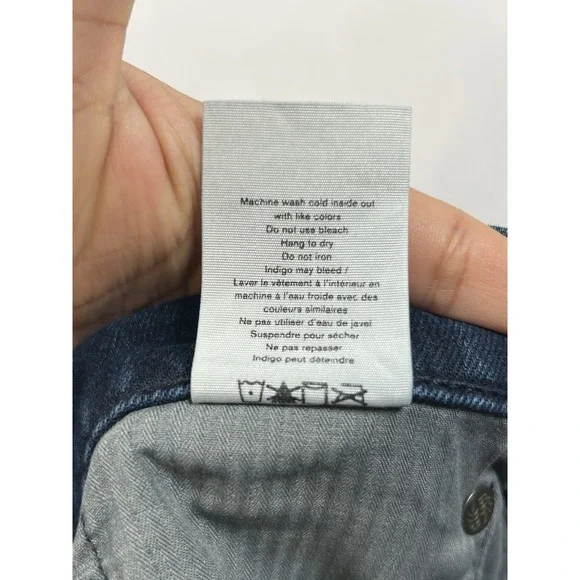 Machine wash cold inside out
with like colors
Do not use bleach
Hang to dry
Do not iron
Indigo may bleed /
Laver le vêtement à l'intérieur en
machine à l'eau froide avec des
couleurs similaires
Ne pas utiliser d'eau de javel
Suspendre pour sécher
Ne pas repasser
Indigo peut déteindre